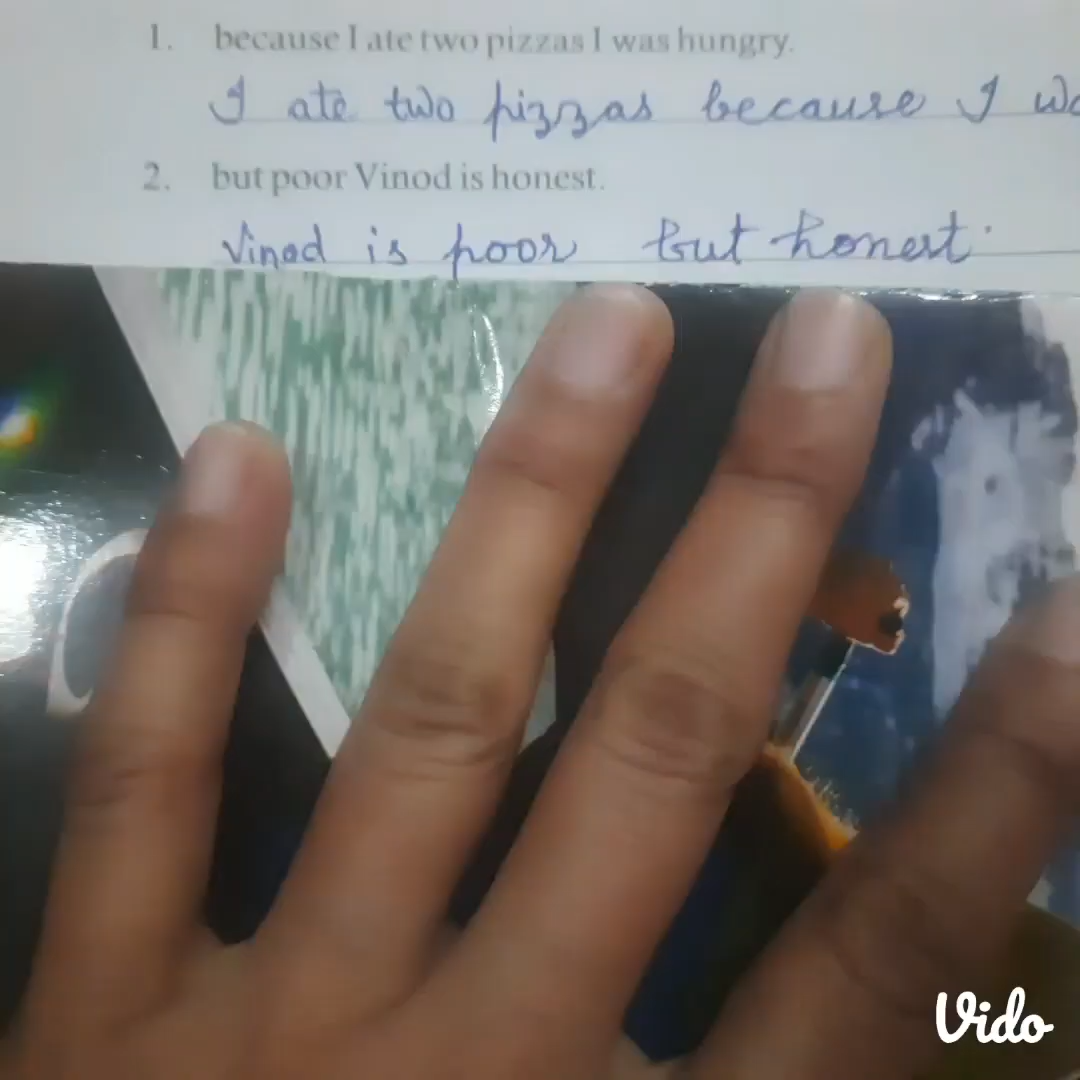 1. because I ate two pizzas I was hungry.
I ate two pizzas because I
2. but poor Vinod is honest.
Vinod is poor but honest.
Vido